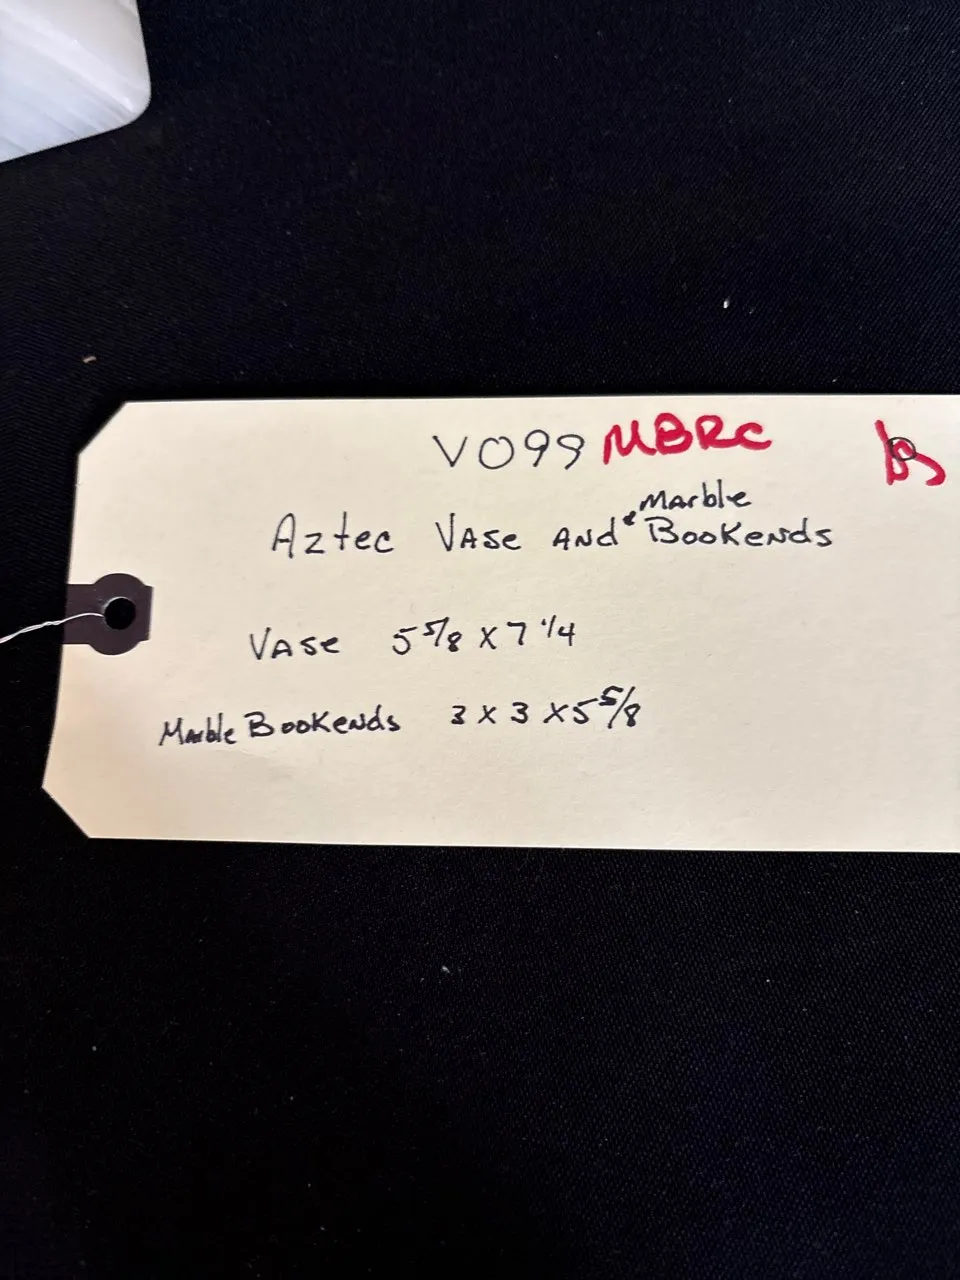 V099 MBRC
Aztec Vase and Marble Bookends
Vase 5 5/8 x 7 1/4
Marble Bookends 3 x 3 x 5 5/8